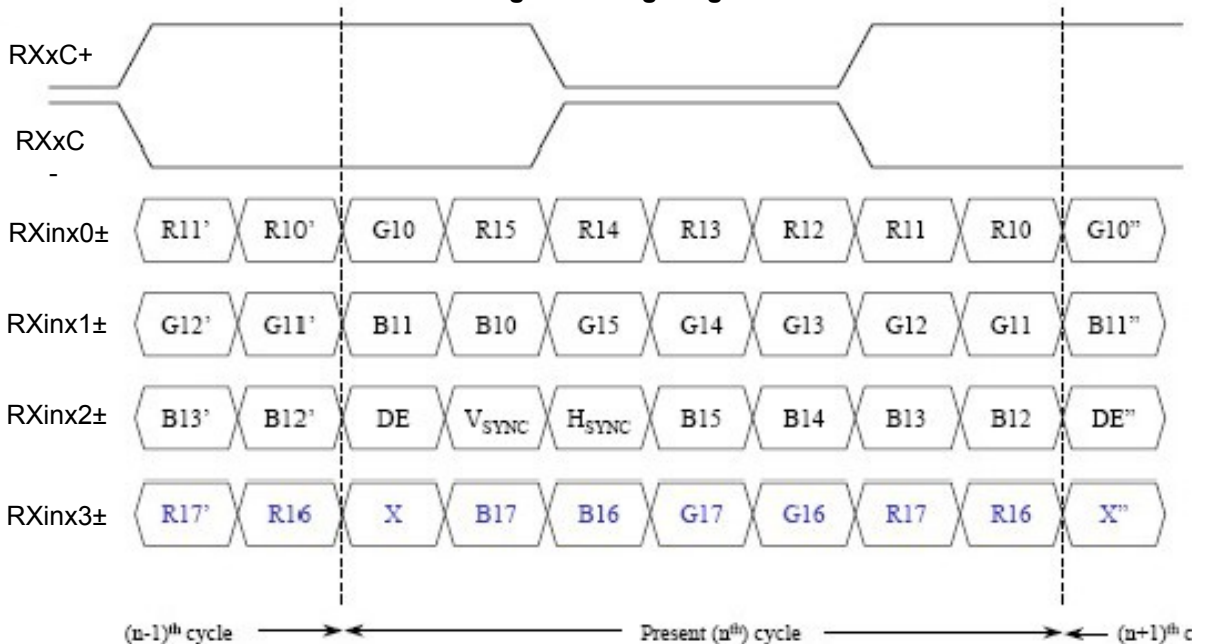 RXxC+
RXxC
-
RXinx0± R11’ R10’ G10 R15 R14 R13 R12 R11 R10 G10”
RXinx1± G12’ G11’ B11 B10 G15 G14 G13 G12 G11 B11”
RXinx2± B13’ B12’ DE VSYNC HSYNC B15 B14 B13 B12 DE”
RXinx3± R17’ R16 X B17 B16 G17 G16 R17 R16 X”
(n-1)th cycle Present (nth) cycle (n+1)th c